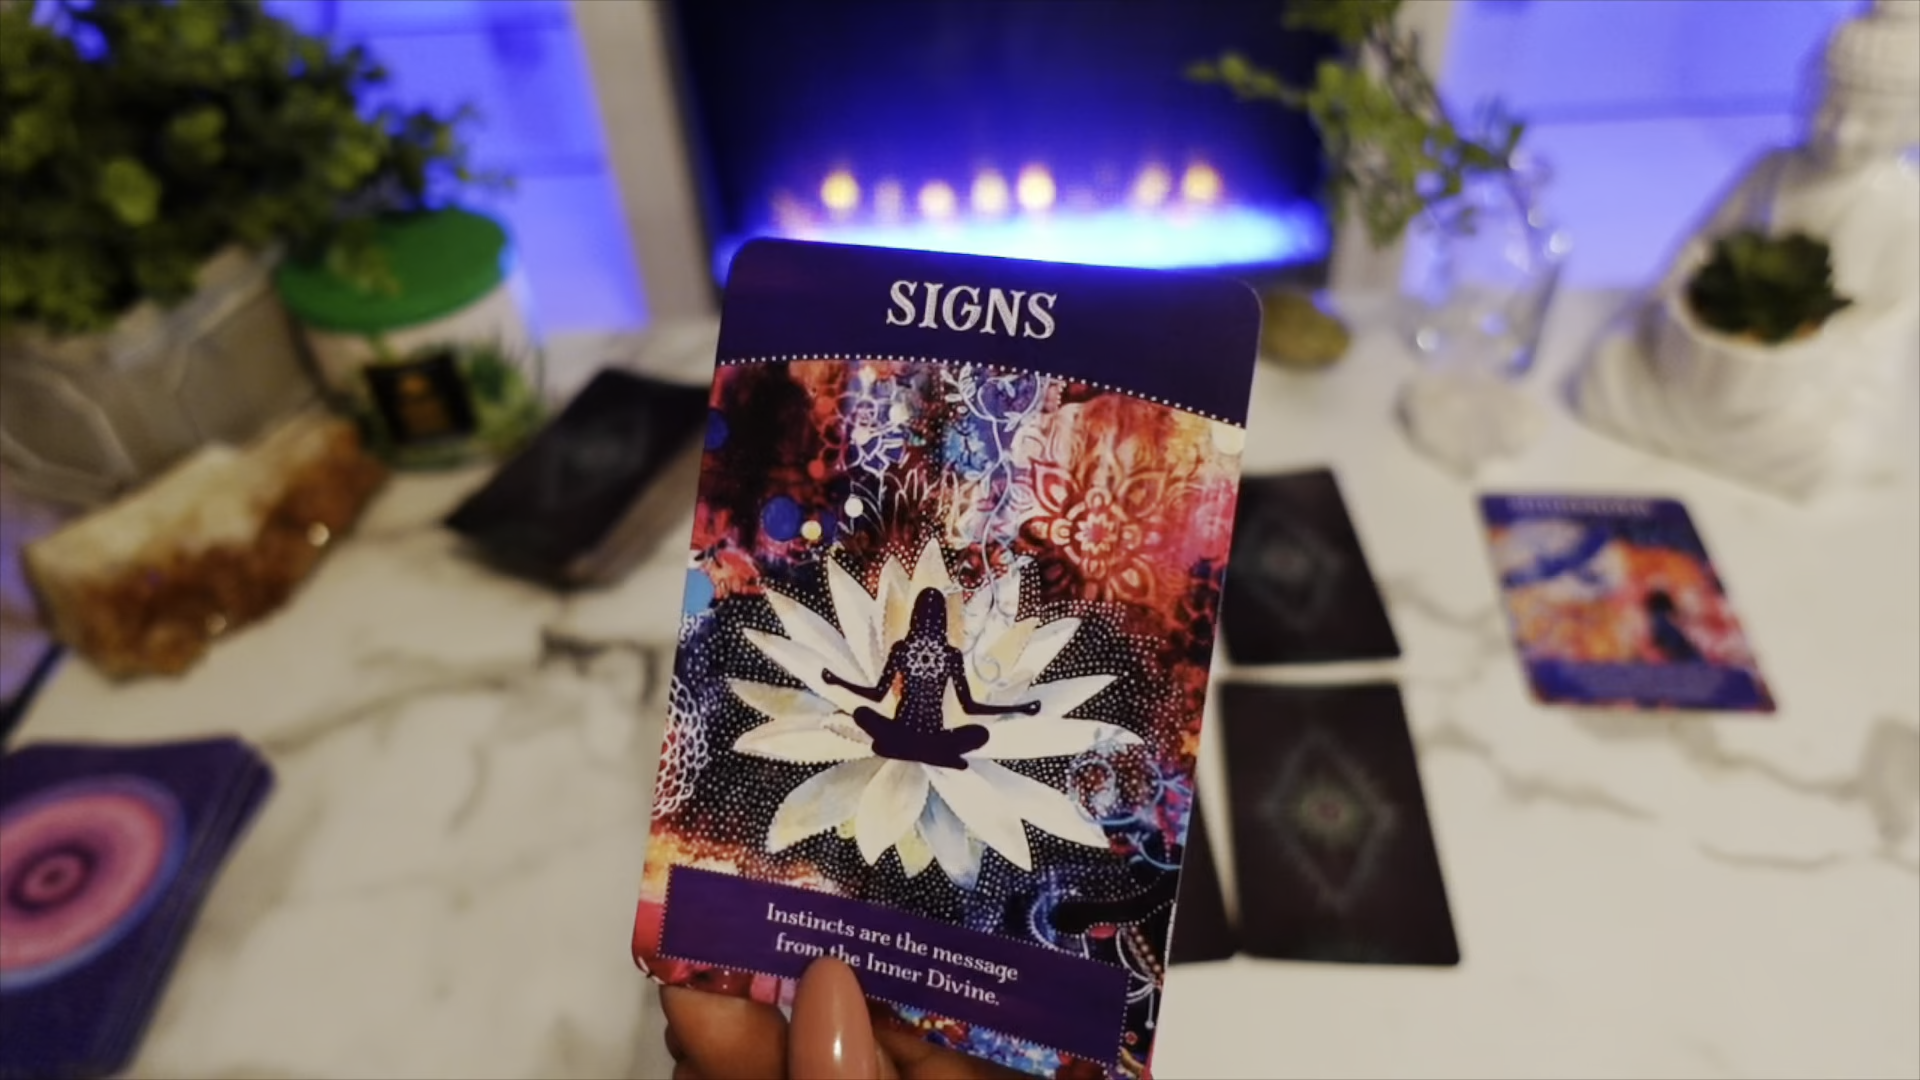 SIGNS
Instincts are the message
from the Inner Divine.